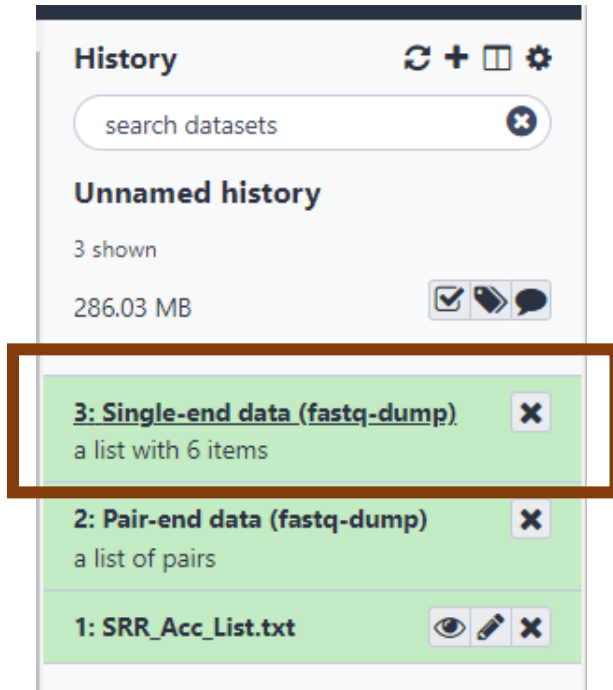 History
search datasets
Unnamed history
3 shown
286.03 MB
3: Single-end data (fastq-dump)
a list with 6 items
2: Pair-end data (fastq-dump)
a list of pairs
1: SRR_Acc_List.txt